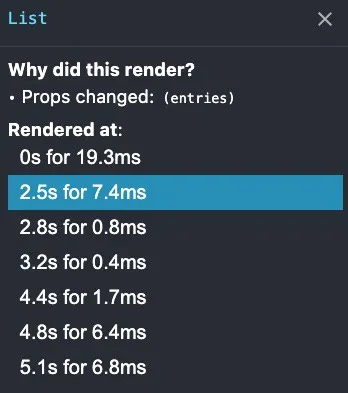 List
Why did this render?
• Props changed: (entries)
Rendered at:
0s for 19.3ms
2.5s for 7.4ms
2.8s for 0.8ms
3.2s for 0.4ms
4.4s for 1.7ms
4.8s for 6.4ms
5.1s for 6.8ms